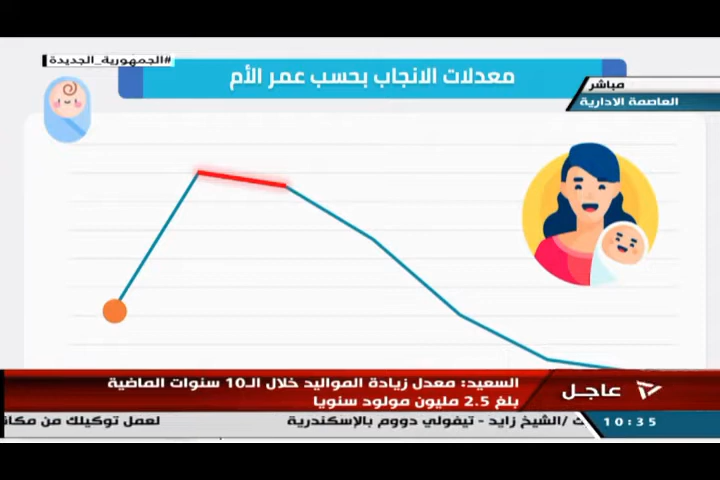 #الجمهورية_الجديدة
معدلات الانجاب بحسب عمر الأم
مباشر
العاصمة الادارية
عاجل
السعيد: معدل زيادة المواليد خلال الـ10 سنوات الماضية
بلغ 2.5 مليون مولود سنويا
10:35
/الشيخ زايد - تيفولي دووم بالإسكندرية
لعمل توكيلك من